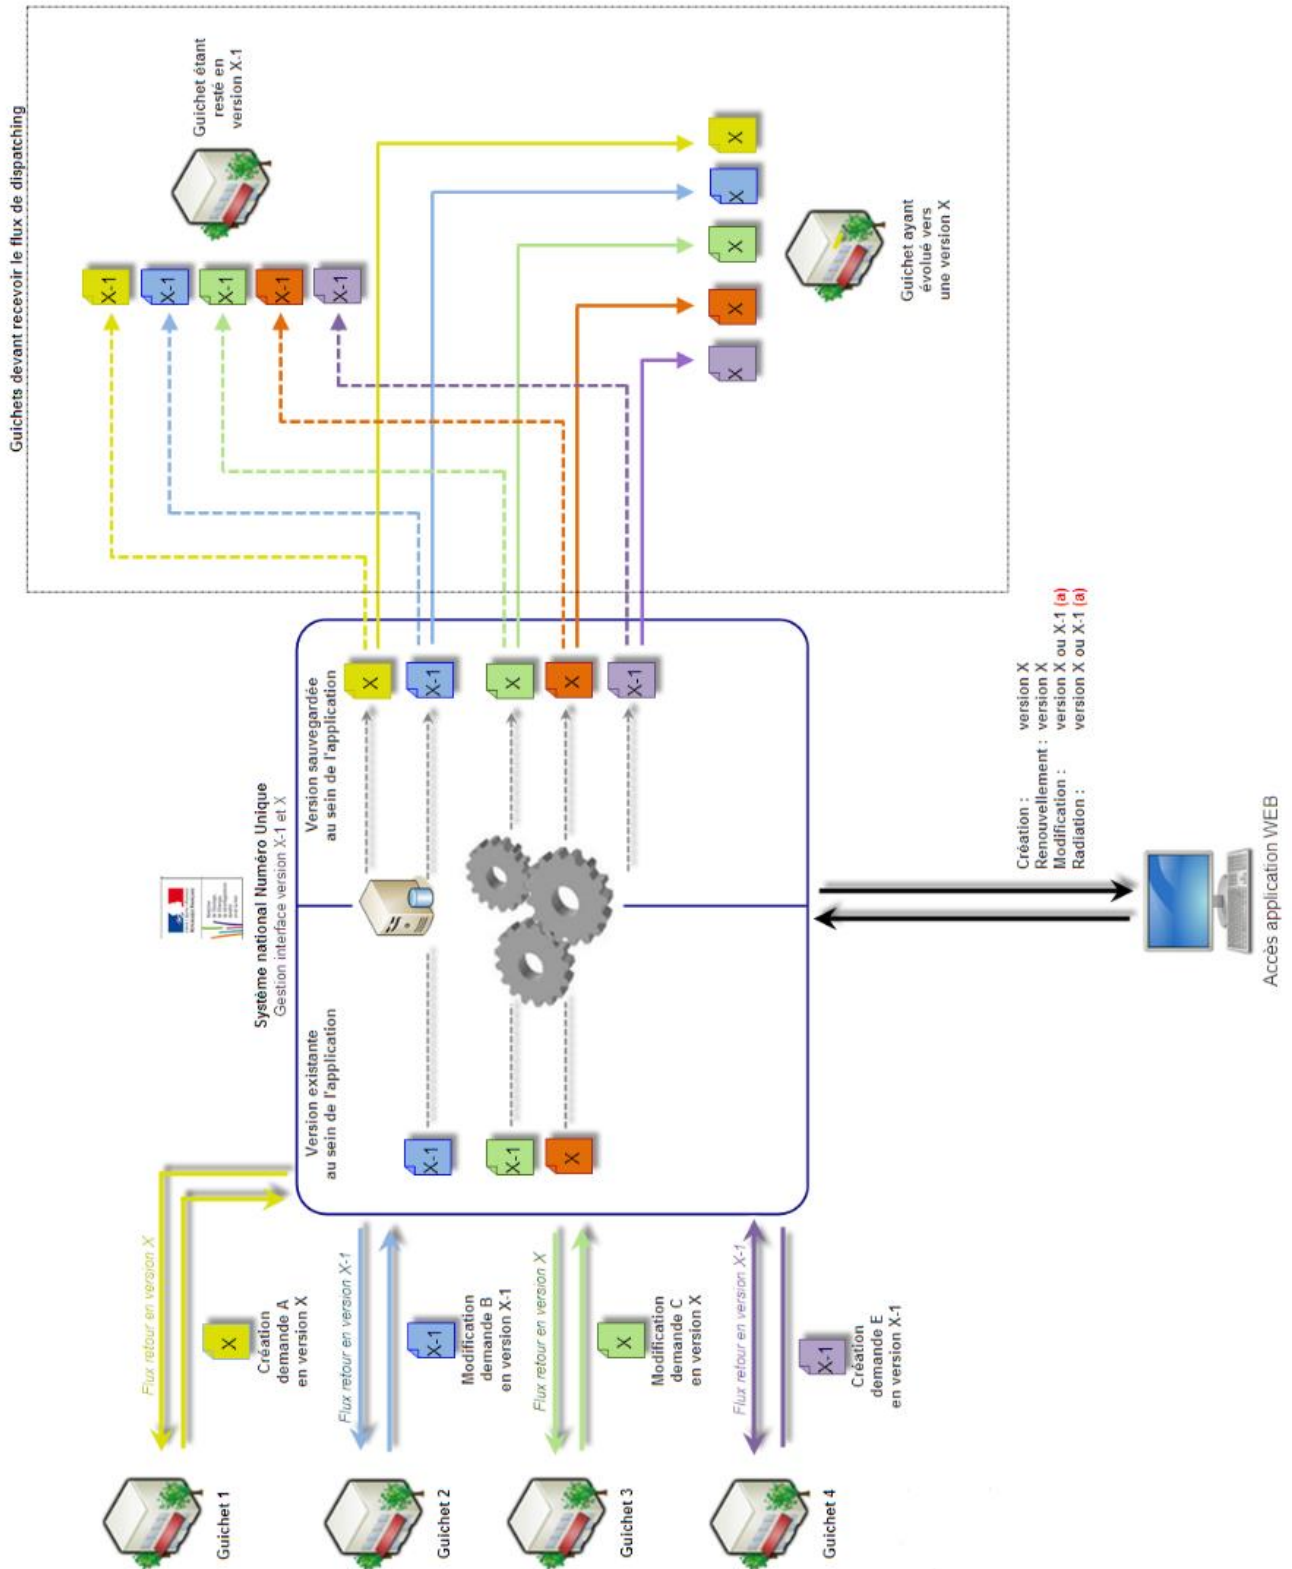 Guichets devant recevoir le flux de dispatching
Guichet étant
resté en
version X-1
X-1
X-1
X-1
X-1
X-1
Guichet 1
Flux retour en version X
X
Création
demande A
en version X
Guichet 2
Flux retour en version X-1
X-1
Modification
demande B
en version X-1
Guichet 3
Flux retour en version X
X
Modification
demande C
en version X
Guichet 4
Flux retour en version X-1
X-1
Création
demande E
en version X-1
Système national Numéro Unique
Gestion interface version X-1 et X
Version existante
au sein de l'application
Version sauvegardée
au sein de l'application
X
X-1
X-1
X-1
X
X
X
X-1
X
X
X
X
X
Guichet ayant
évolué vers
une version X
Création : version X
Renouvellement : version X
Modification : version X ou X-1 (a)
Radiation : version X ou X-1 (a)
Accès application WEB